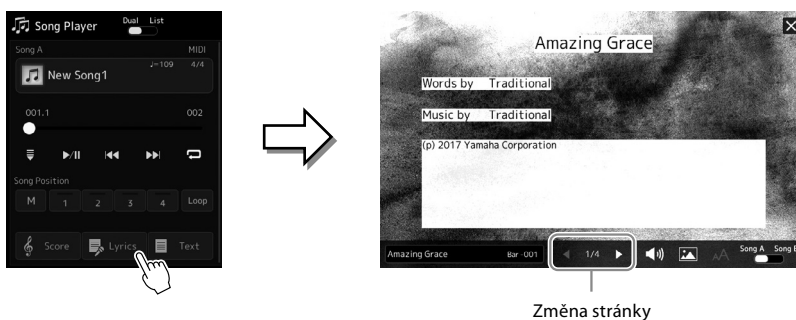 Song Player
Dual List
Song A MIDI
New Song1
♩=109 4/4
001.1 002
Song Position
M 1 2 3 4 Loop
Score Lyrics Text
Amazing Grace
Words by Traditional
Music by Traditional
(p) 2017 Yamaha Corporation
Amazing Grace Bar -001 1/4 AA Song A Song B
Změna stránky